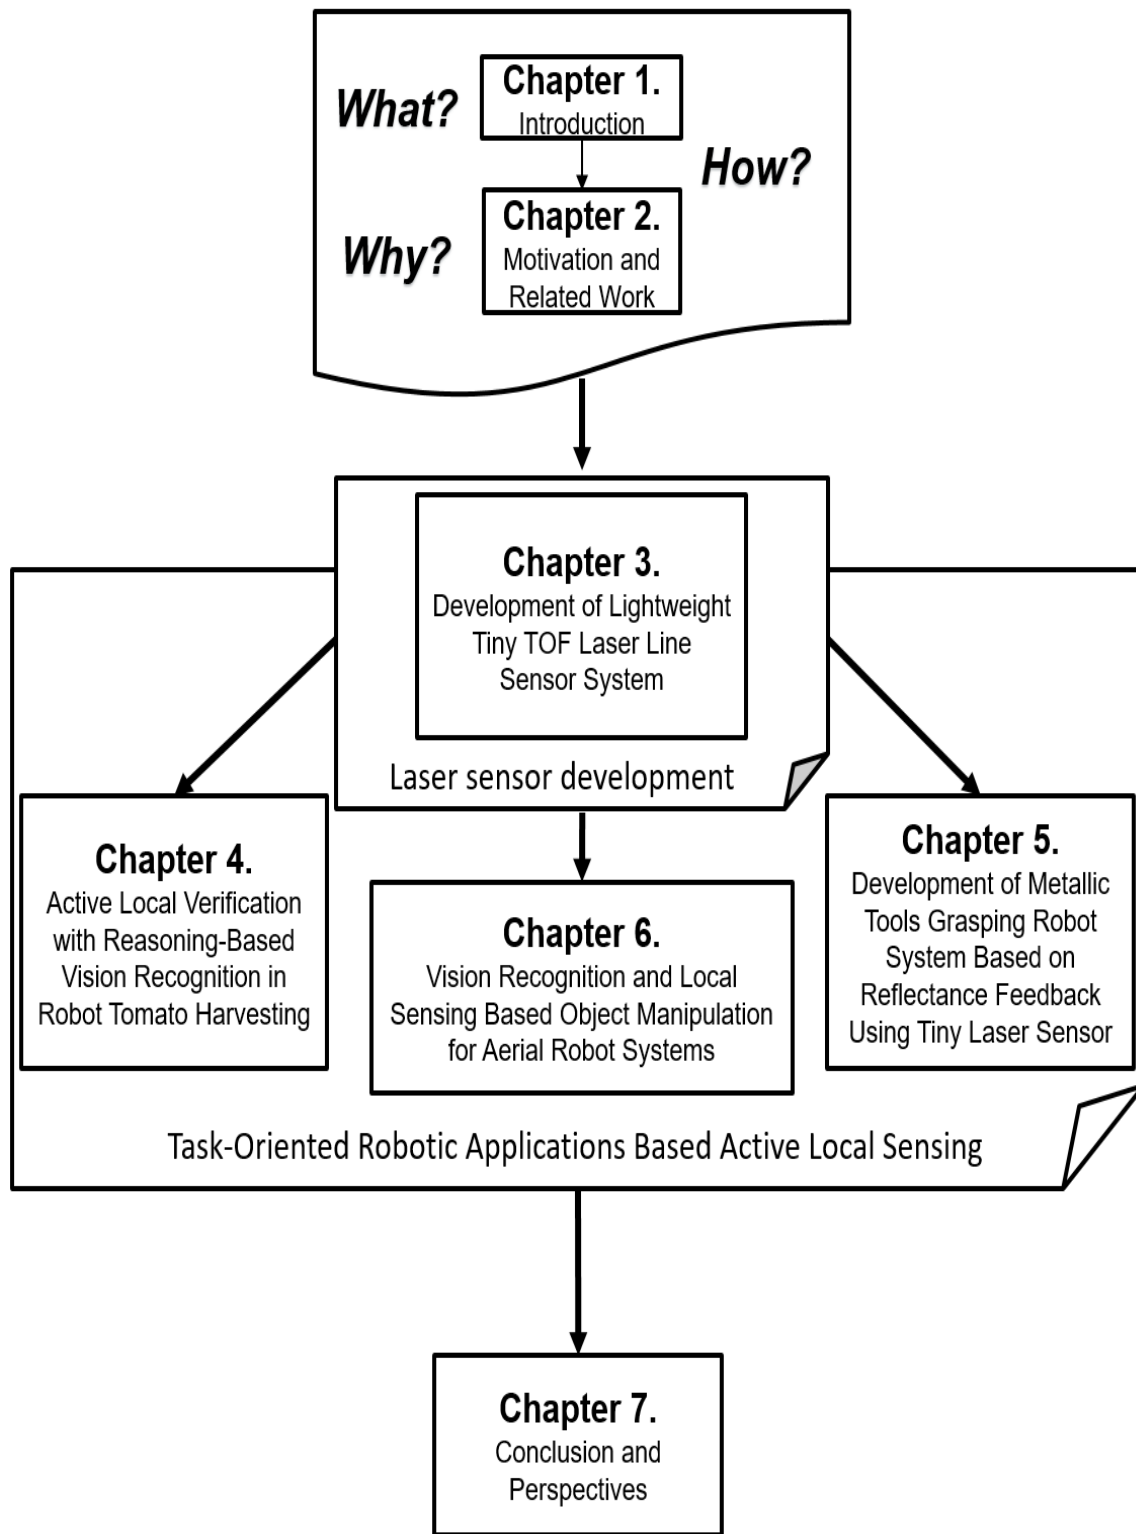 What?
Chapter 1.
Introduction
How?
Why?
Chapter 2.
Motivation and
Related Work
Chapter 3.
Development of Lightweight
Tiny TOF Laser Line
Sensor System
Laser sensor development
Chapter 4.
Active Local Verification
with Reasoning-Based
Vision Recognition in
Robot Tomato Harvesting
Chapter 6.
Vision Recognition and Local
Sensing Based Object Manipulation
for Aerial Robot Systems
Chapter 5.
Development of Metallic
Tools Grasping Robot
System Based on
Reflectance Feedback
Using Tiny Laser Sensor
Task-Oriented Robotic Applications Based Active Local Sensing
Chapter 7.
Conclusion and
Perspectives